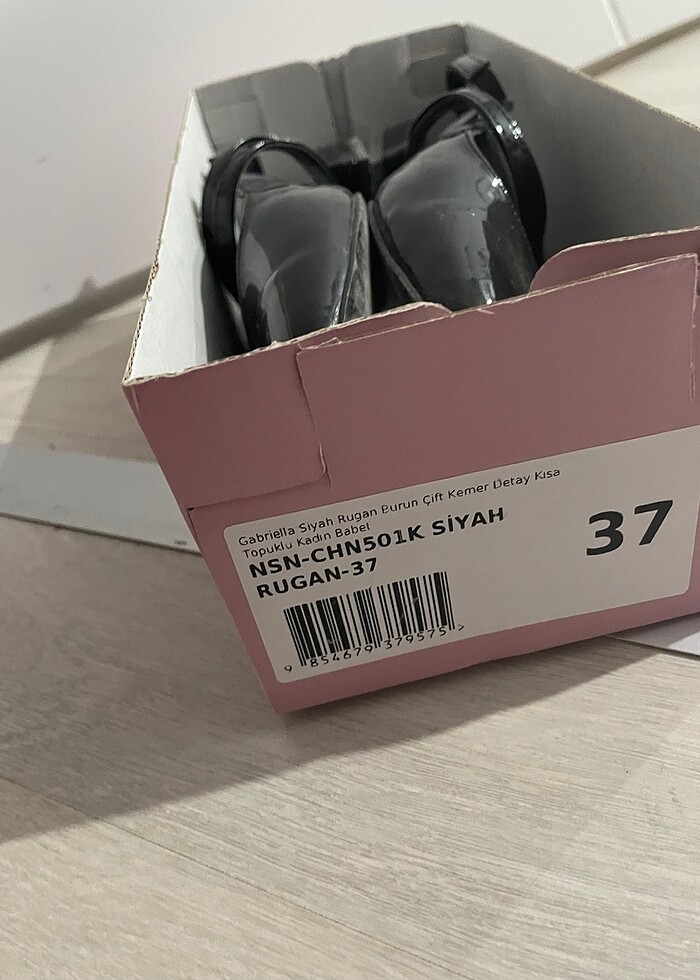 Gabriella Siyah Rugan Burun Çift Kemer Detay Kısa
Topuklu Kadın Babet
NSN-CHN501K SİYAH
RUGAN-37
37
9 854679 379575 >